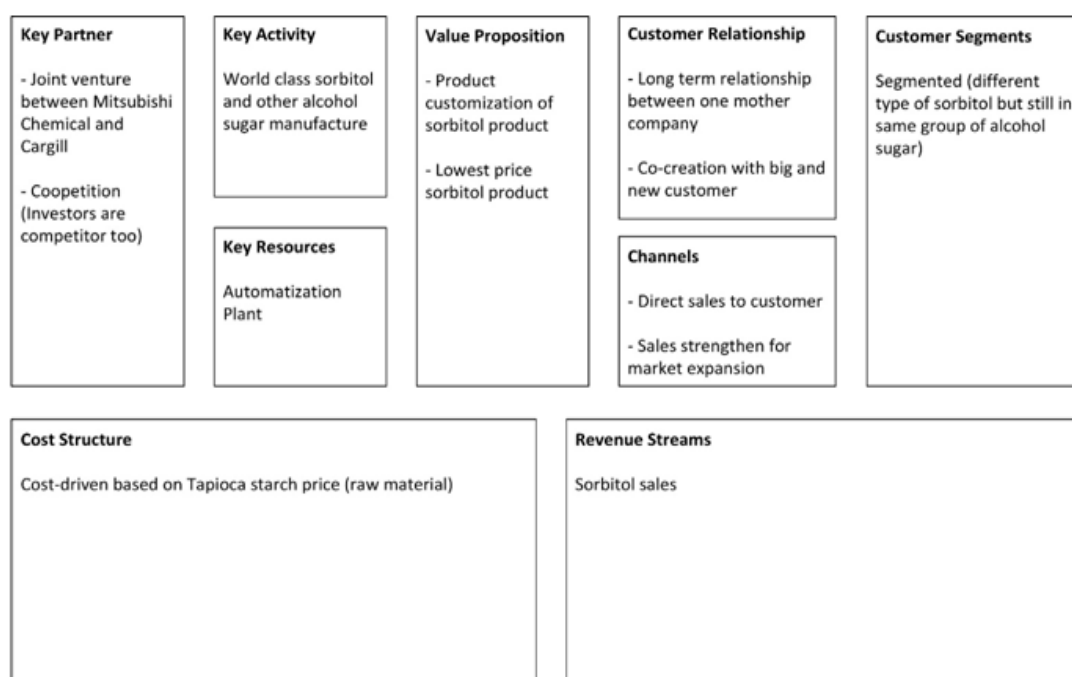 Key Partner
- Joint venture
between Mitsubishi
Chemical and
Cargill
- Coopetition
(Investors are
competitor too)
Key Activity
World class sorbitol
and other alcohol
sugar manufacture
Key Resources
Automatization
Plant
Value Proposition
- Product
customization of
sorbitol product
- Lowest price
sorbitol product
Customer Relationship
- Long term relationship
between one mother
company
- Co-creation with big and
new customer
Channels
- Direct sales to customer
- Sales strengthen for
market expansion
Customer Segments
Segmented (different
type of sorbitol but still in
same group of alcohol
sugar)
Cost Structure
Cost-driven based on Tapioca starch price (raw material)
Revenue Streams
Sorbitol sales